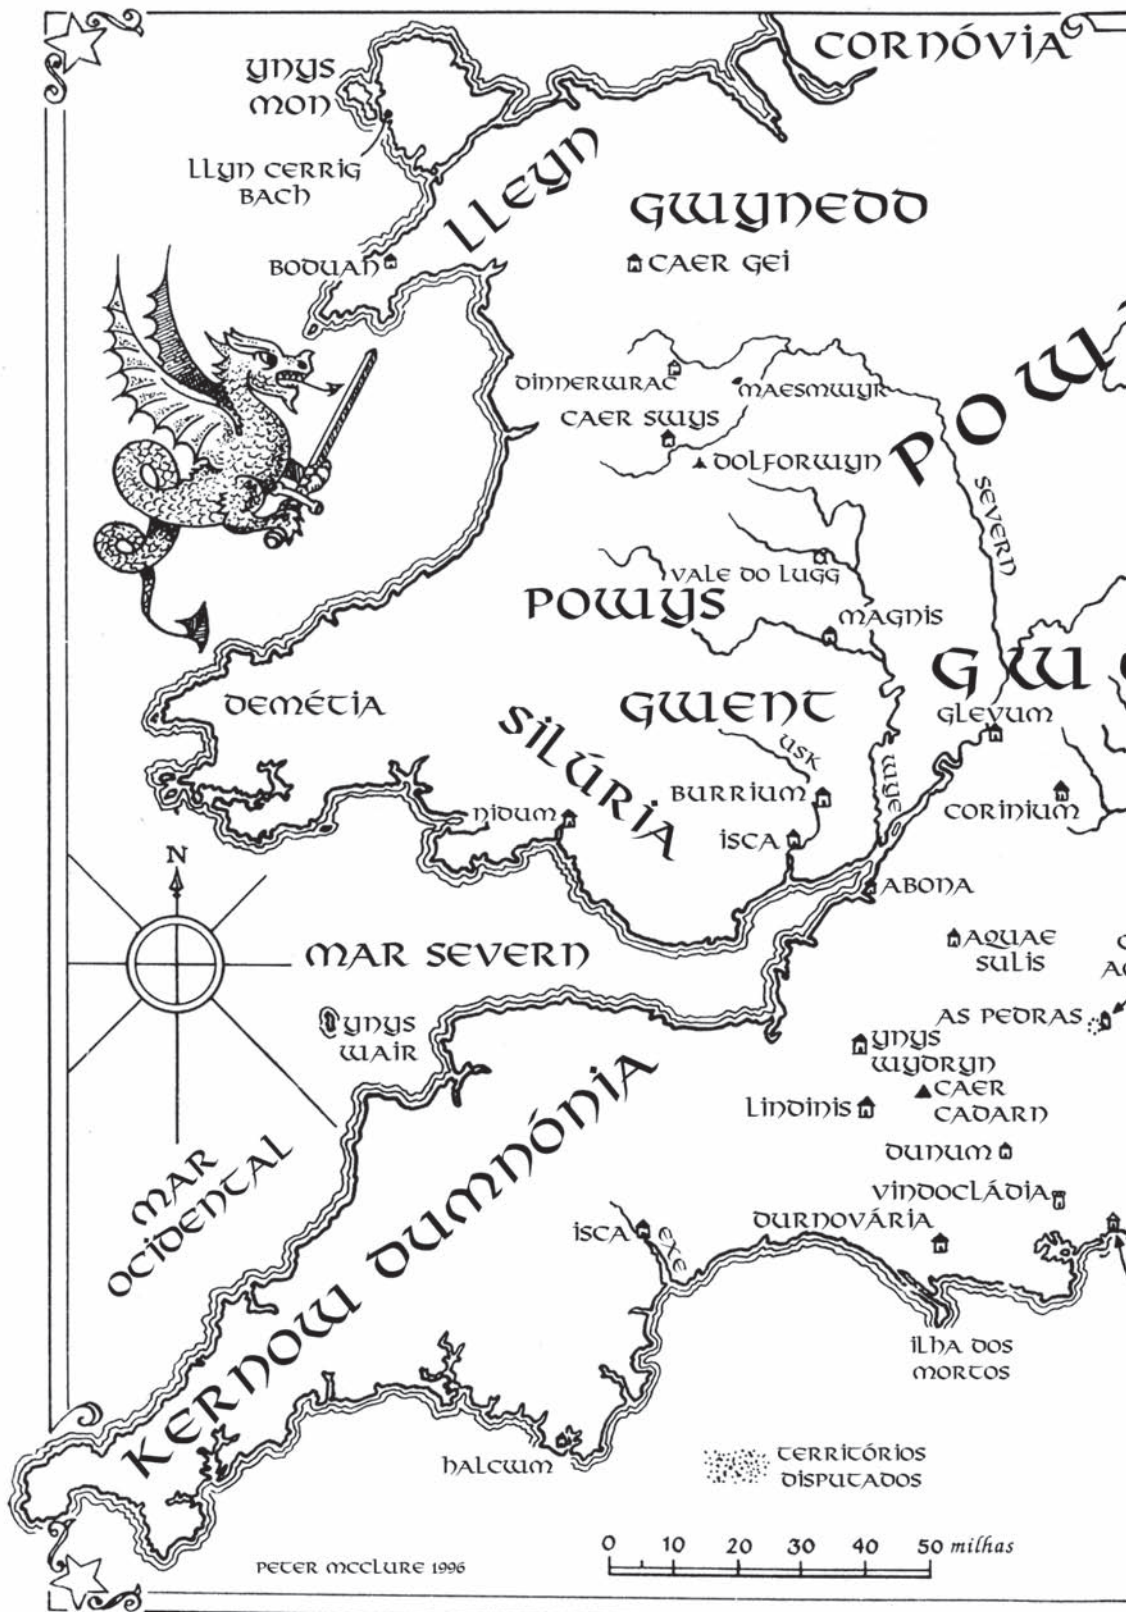 CORNÓVIA
YNYS
MON
LLYN CERRIG
BACH
LLEYN
GWYNEDD
BODUAN
CAER GEI
POWY
DINNERWRAC
MAESMWYR
CAER SWYS
DOLFORWYN
SEVERN
VALE DO LUGG
POWYS
MAGNIS
GWE
DEMÉTIA
GWENT
SILÚRIA
GLEVUM
USK
WYE
BURRIUM
CORINIUM
NIDUM
ISCA
N
ABONA
MAR SEVERN
AQUAE
SULIS
AS PEDRAS
YNYS
WAIR
YNYS
WYDRYN
CAER
CADARN
LINDINIS
DUNUM
MAR
OCIDENTAL
KERNOW DUMNÓNIA
VINDOCLÁDIA
DURNOVÁRIA
ISCA
EXE
ILHA DOS
MORTOS
HALCWM
TERRITÓRIOS
DISPUTADOS
0 10 20 30 40 50 milhas
PETER MCCLURE 1996